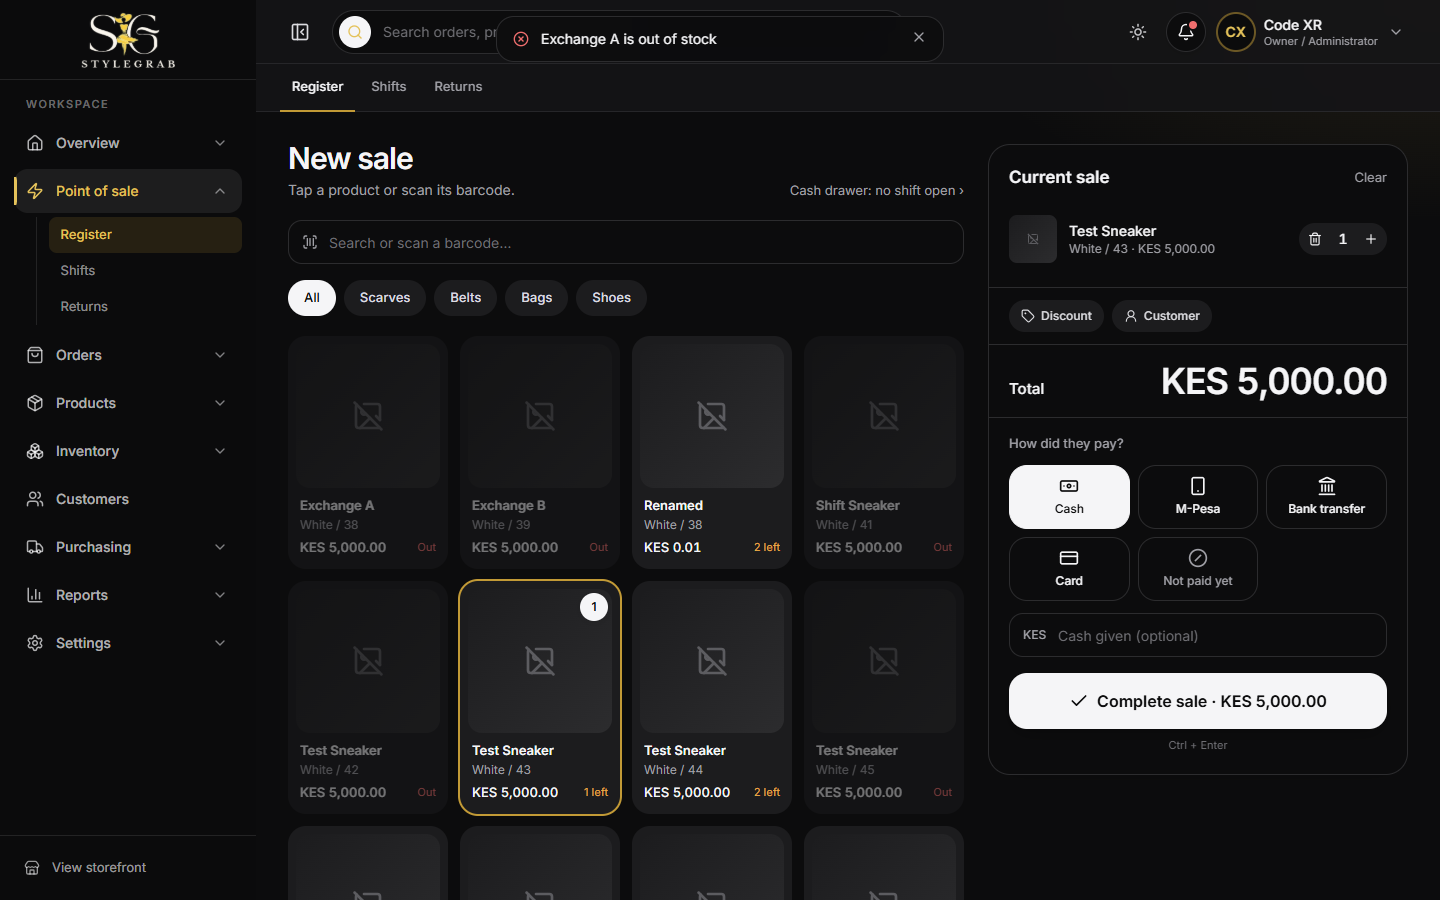 SG
STYLEGRAB
Search orders, pr
Exchange A is out of stock
CX
Code XR
Owner / Administrator
WORKSPACE
Overview
Point of sale
Register
Shifts
Returns
Orders
Products
Inventory
Customers
Purchasing
Reports
Settings
View storefront
Register
Shifts
Returns
New sale
Tap a product or scan its barcode.
Cash drawer: no shift open ›
Search or scan a barcode...
All
Scarves
Belts
Bags
Shoes
Exchange A
White / 38
KES 5,000.00
Out
Exchange B
White / 39
KES 5,000.00
Out
Renamed
White / 38
KES 0.01
2 left
Shift Sneaker
White / 41
KES 5,000.00
Out
Test Sneaker
White / 42
KES 5,000.00
Out
1
Test Sneaker
White / 43
KES 5,000.00
1 left
Test Sneaker
White / 44
KES 5,000.00
2 left
Test Sneaker
White / 45
KES 5,000.00
Out
Current sale
Clear
Test Sneaker
White / 43 · KES 5,000.00
1
Discount
Customer
Total
KES 5,000.00
How did they pay?
Cash
M-Pesa
Bank transfer
Card
Not paid yet
KES
Cash given (optional)
Complete sale · KES 5,000.00
Ctrl + Enter